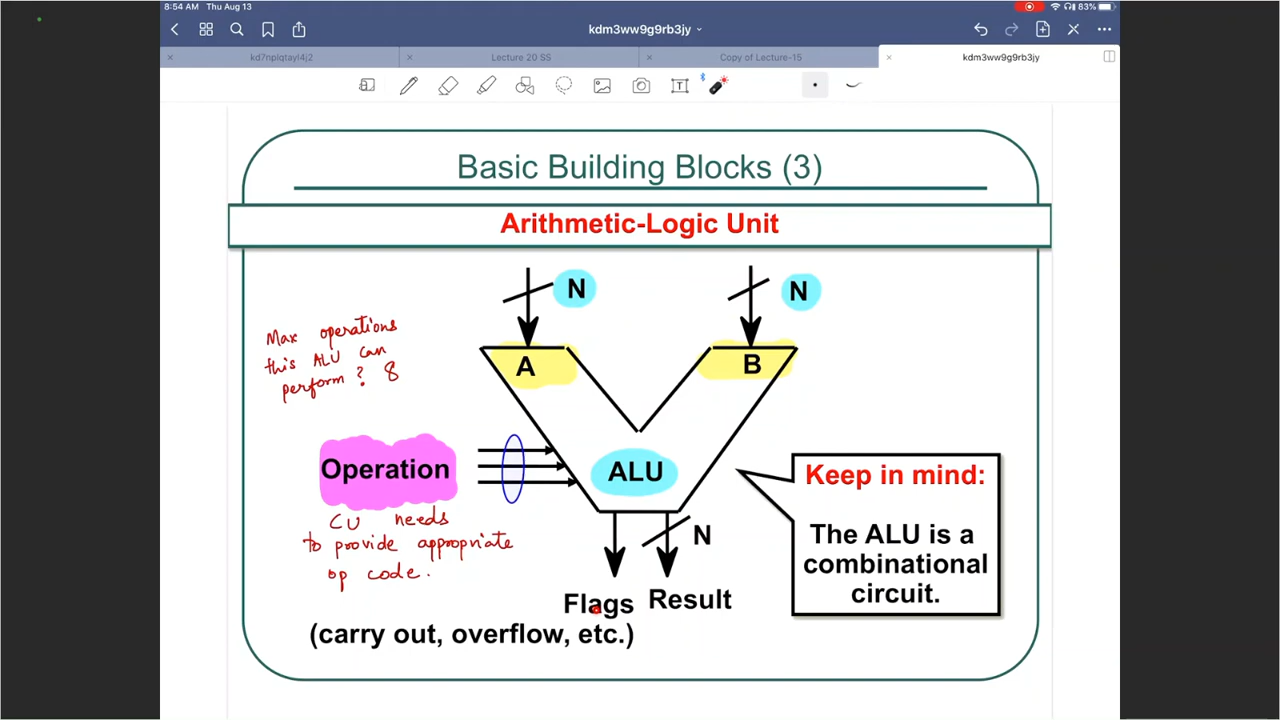 8:54 AM Thu Aug 13
83%
kdm3ww9g9rb3jy
kd7nplqtayl4j2
Lecture 20 SS
Copy of Lecture-15
kdm3ww9g9rb3jy
T
Basic Building Blocks (3)
Arithmetic-Logic Unit
N
N
Max operations
this ALU can
perform? 8
A
B
Operation
ALU
CU needs
to provide appropriate
op code.
N
Flags
Result
(carry out, overflow, etc.)
Keep in mind:
The ALU is a
combinational
circuit.